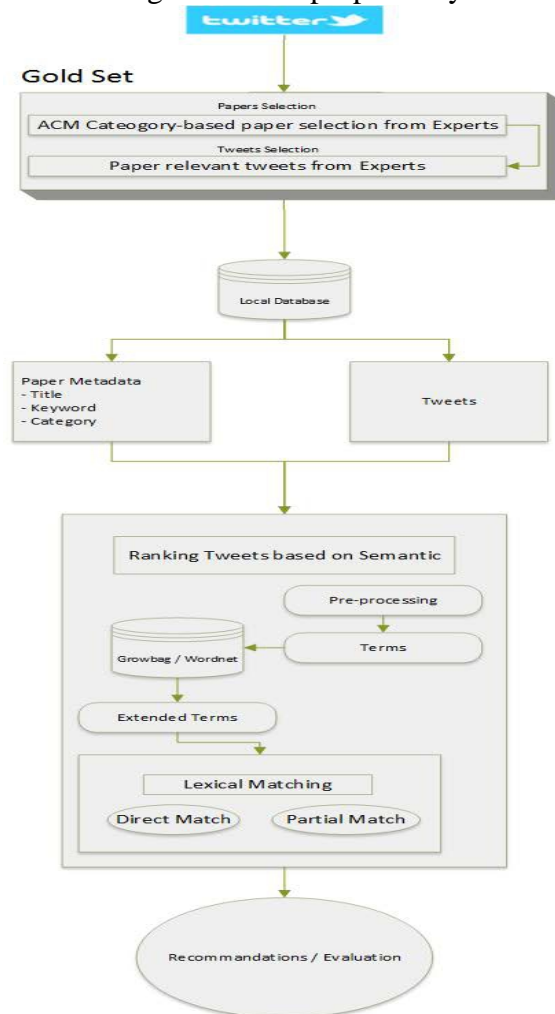 twitter
Gold Set
Papers Selection
ACM Cateogory-based paper selection from Experts
Tweets Selection
Paper relevant tweets from Experts
Local Database
Paper Metadata
- Title
- Keyword
- Category
Tweets
Ranking Tweets based on Semantic
Pre-processing
Terms
Growbag / Wordnet
Extended Terms
Lexical Matching
Direct Match
Partial Match
Recommandations / Evaluation